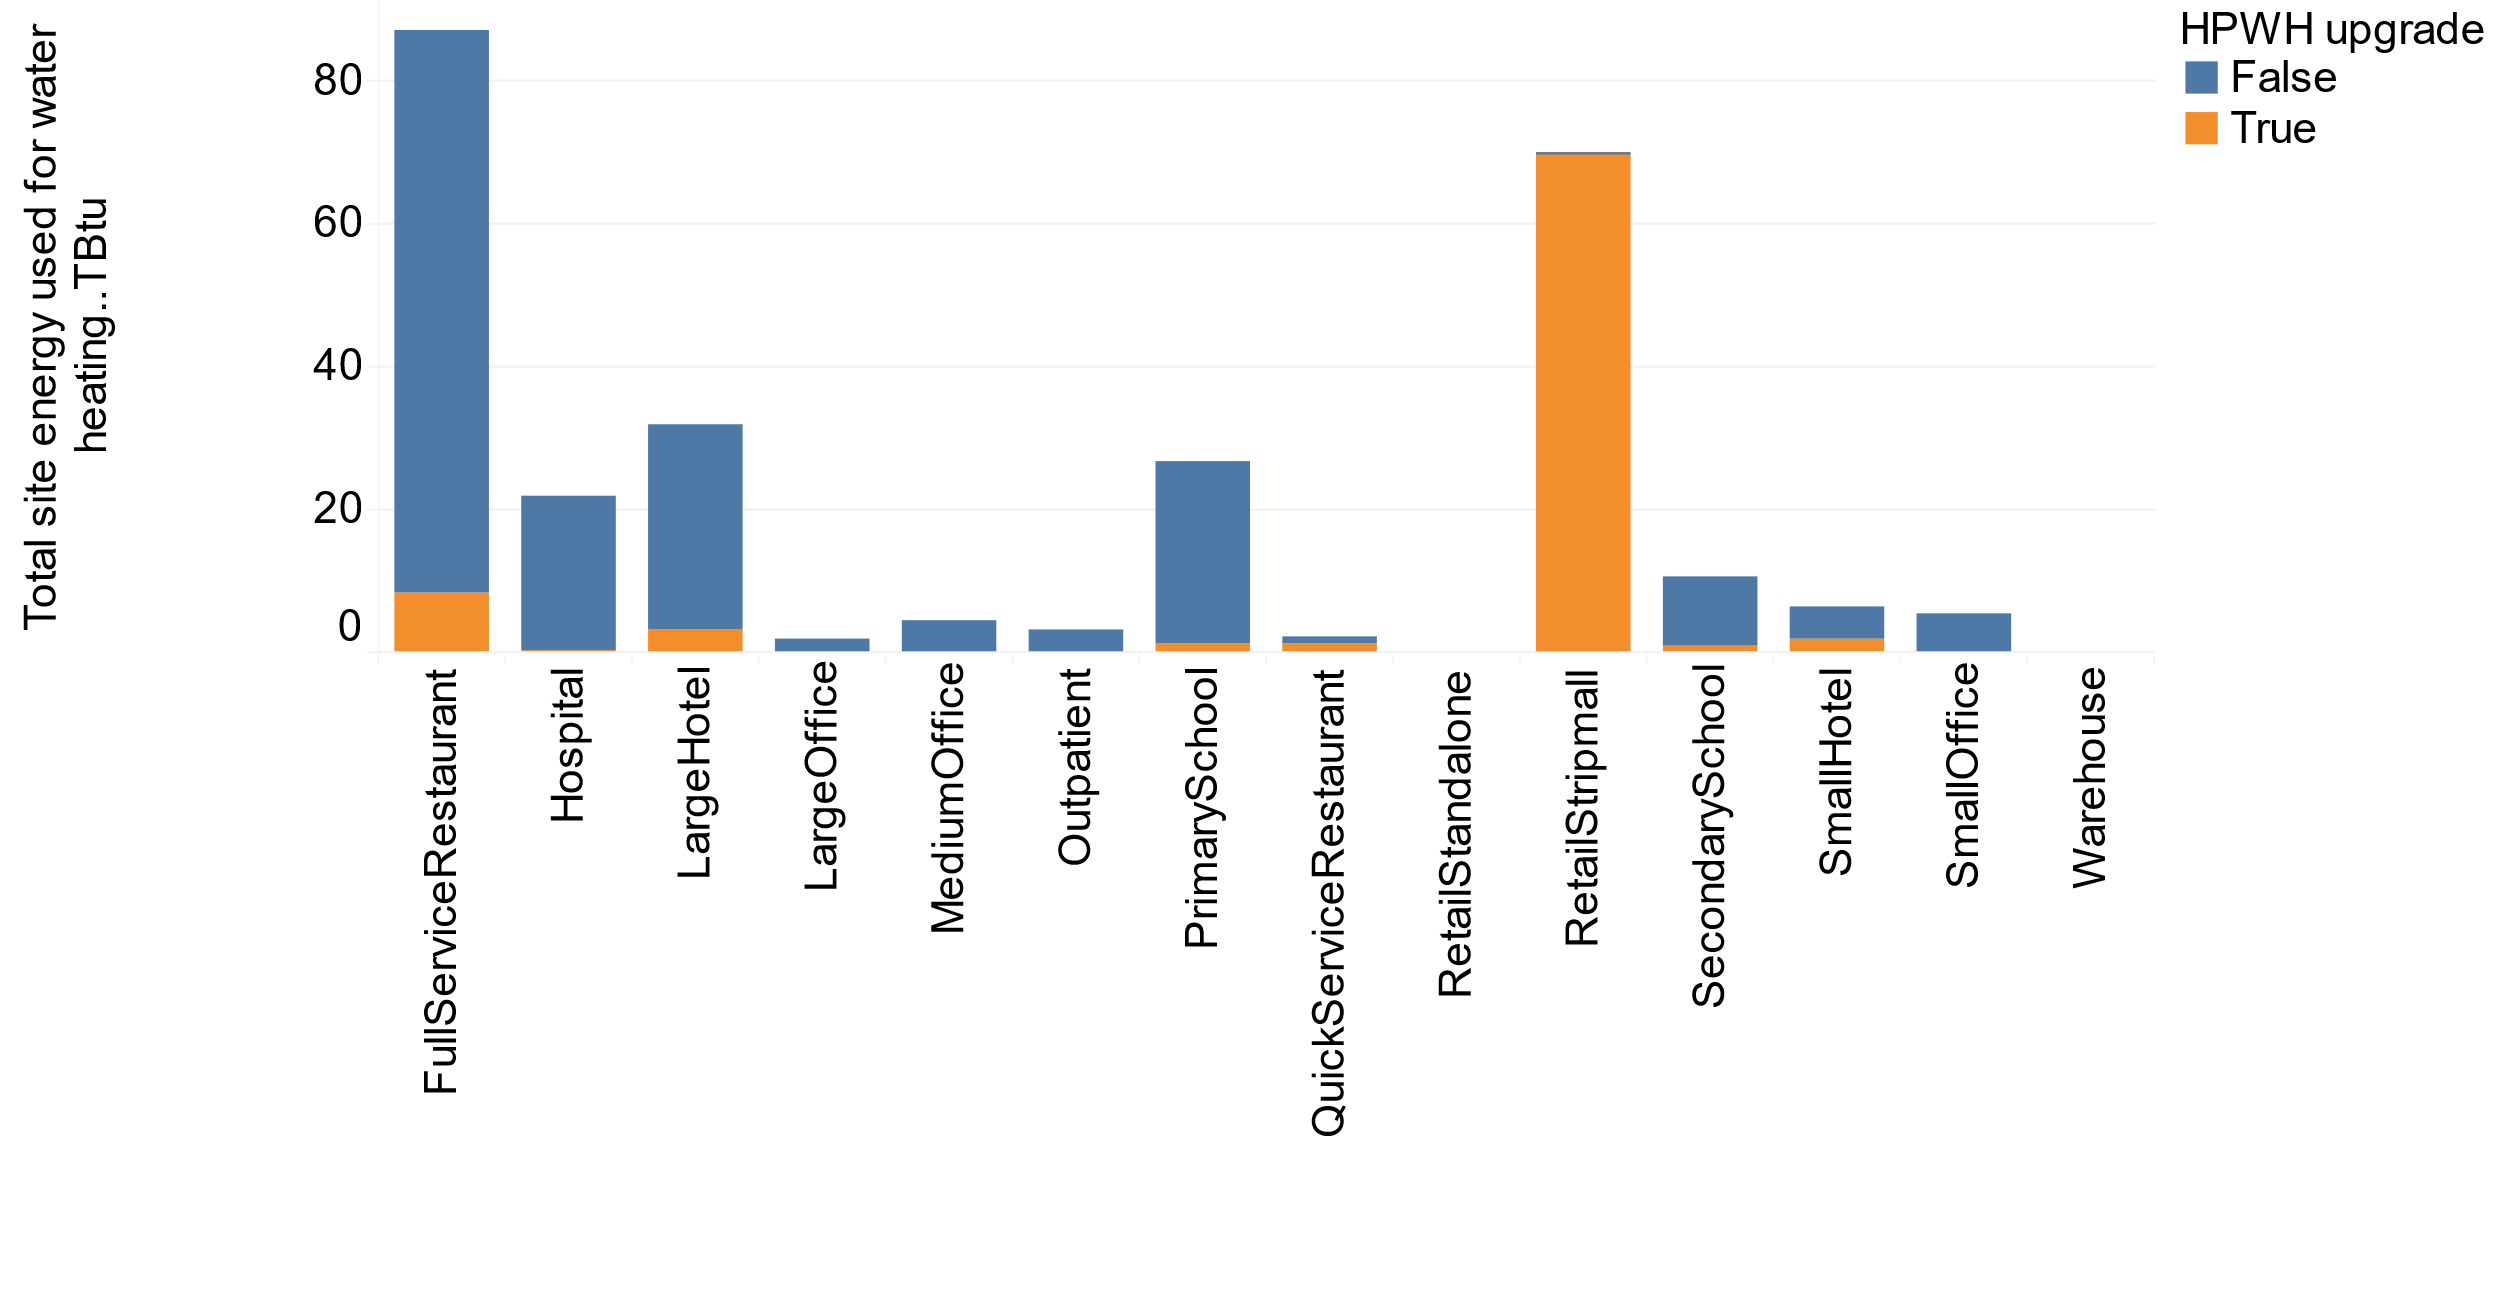 Total site energy used for water
heating..TBtu
80
60
40
20
0
FullServiceRestaurant
Hospital
LargeHotel
LargeOffice
MediumOffice
Outpatient
PrimarySchool
QuickServiceRestaurant
RetailStandalone
RetailStripmall
SecondarySchool
SmallHotel
SmallOffice
Warehouse
HPWH upgrade
False
True